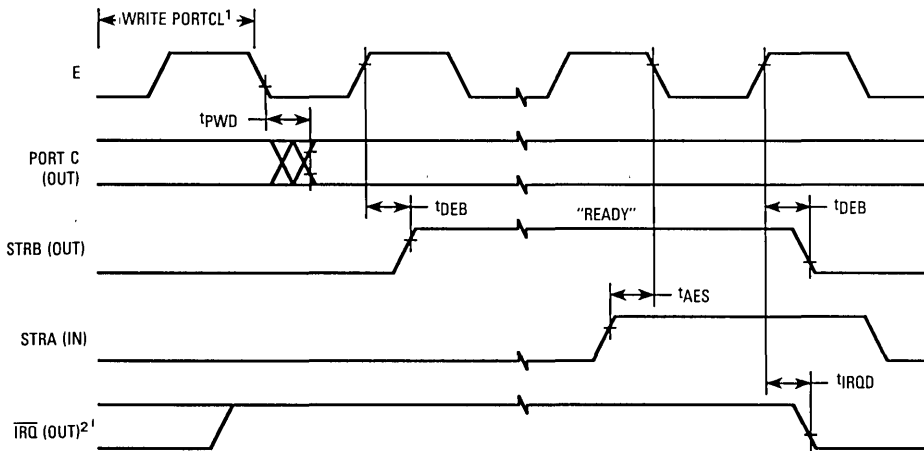 WRITE PORTCL1
E
tPWD
PORT C
(OUT)
tDEB
"READY"
tDEB
STRB (OUT)
tAES
STRA (IN)
tIRQD
IRQ (OUT)2